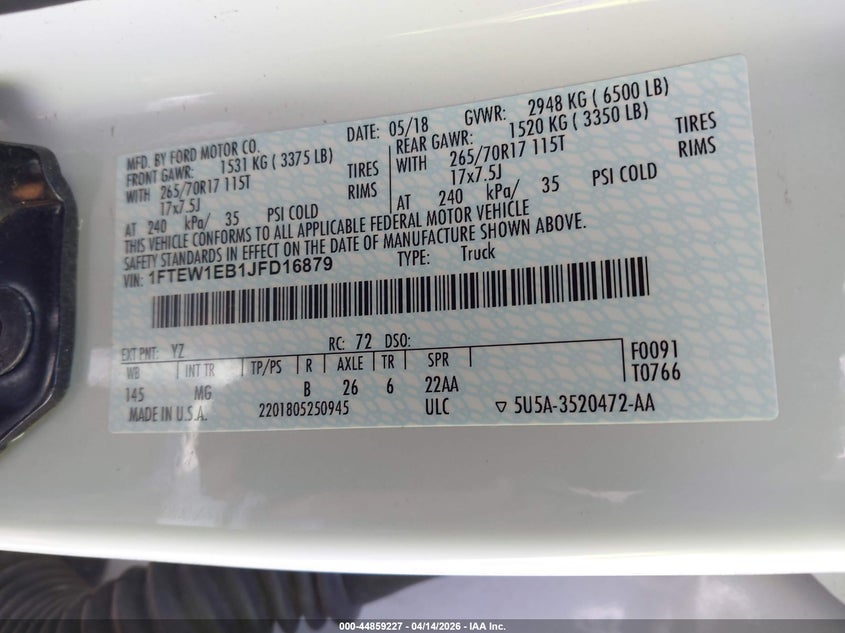 MFD. BY FORD MOTOR CO. DATE: 05/18 GVWR: 2948 KG ( 6500 LB)
FRONT GAWR: 1531 KG ( 3375 LB) REAR GAWR: 1520 KG ( 3350 LB)
WITH 265/70R17 115T TIRES WITH 265/70R17 115T TIRES
17x7.5J RIMS 17x7.5J RIMS
AT 240 kPa/ 35 PSI COLD AT 240 kPa/ 35 PSI COLD
THIS VEHICLE CONFORMS TO ALL APPLICABLE FEDERAL MOTOR VEHICLE
SAFETY STANDARDS IN EFFECT ON THE DATE OF MANUFACTURE SHOWN ABOVE.
VIN: 1FTEW1EB1JFD16879 TYPE: Truck
EXT PNT: YZ RC: 72 DSO: F0091
WB INT TR TP/PS R AXLE TR SPR T0766
145 MG B 26 6 22AA
MADE IN U.S.A. 2201805250945 ULC ▽ 5U5A-3520472-AA
000-44859227 - 04/14/2026 - IAA Inc.